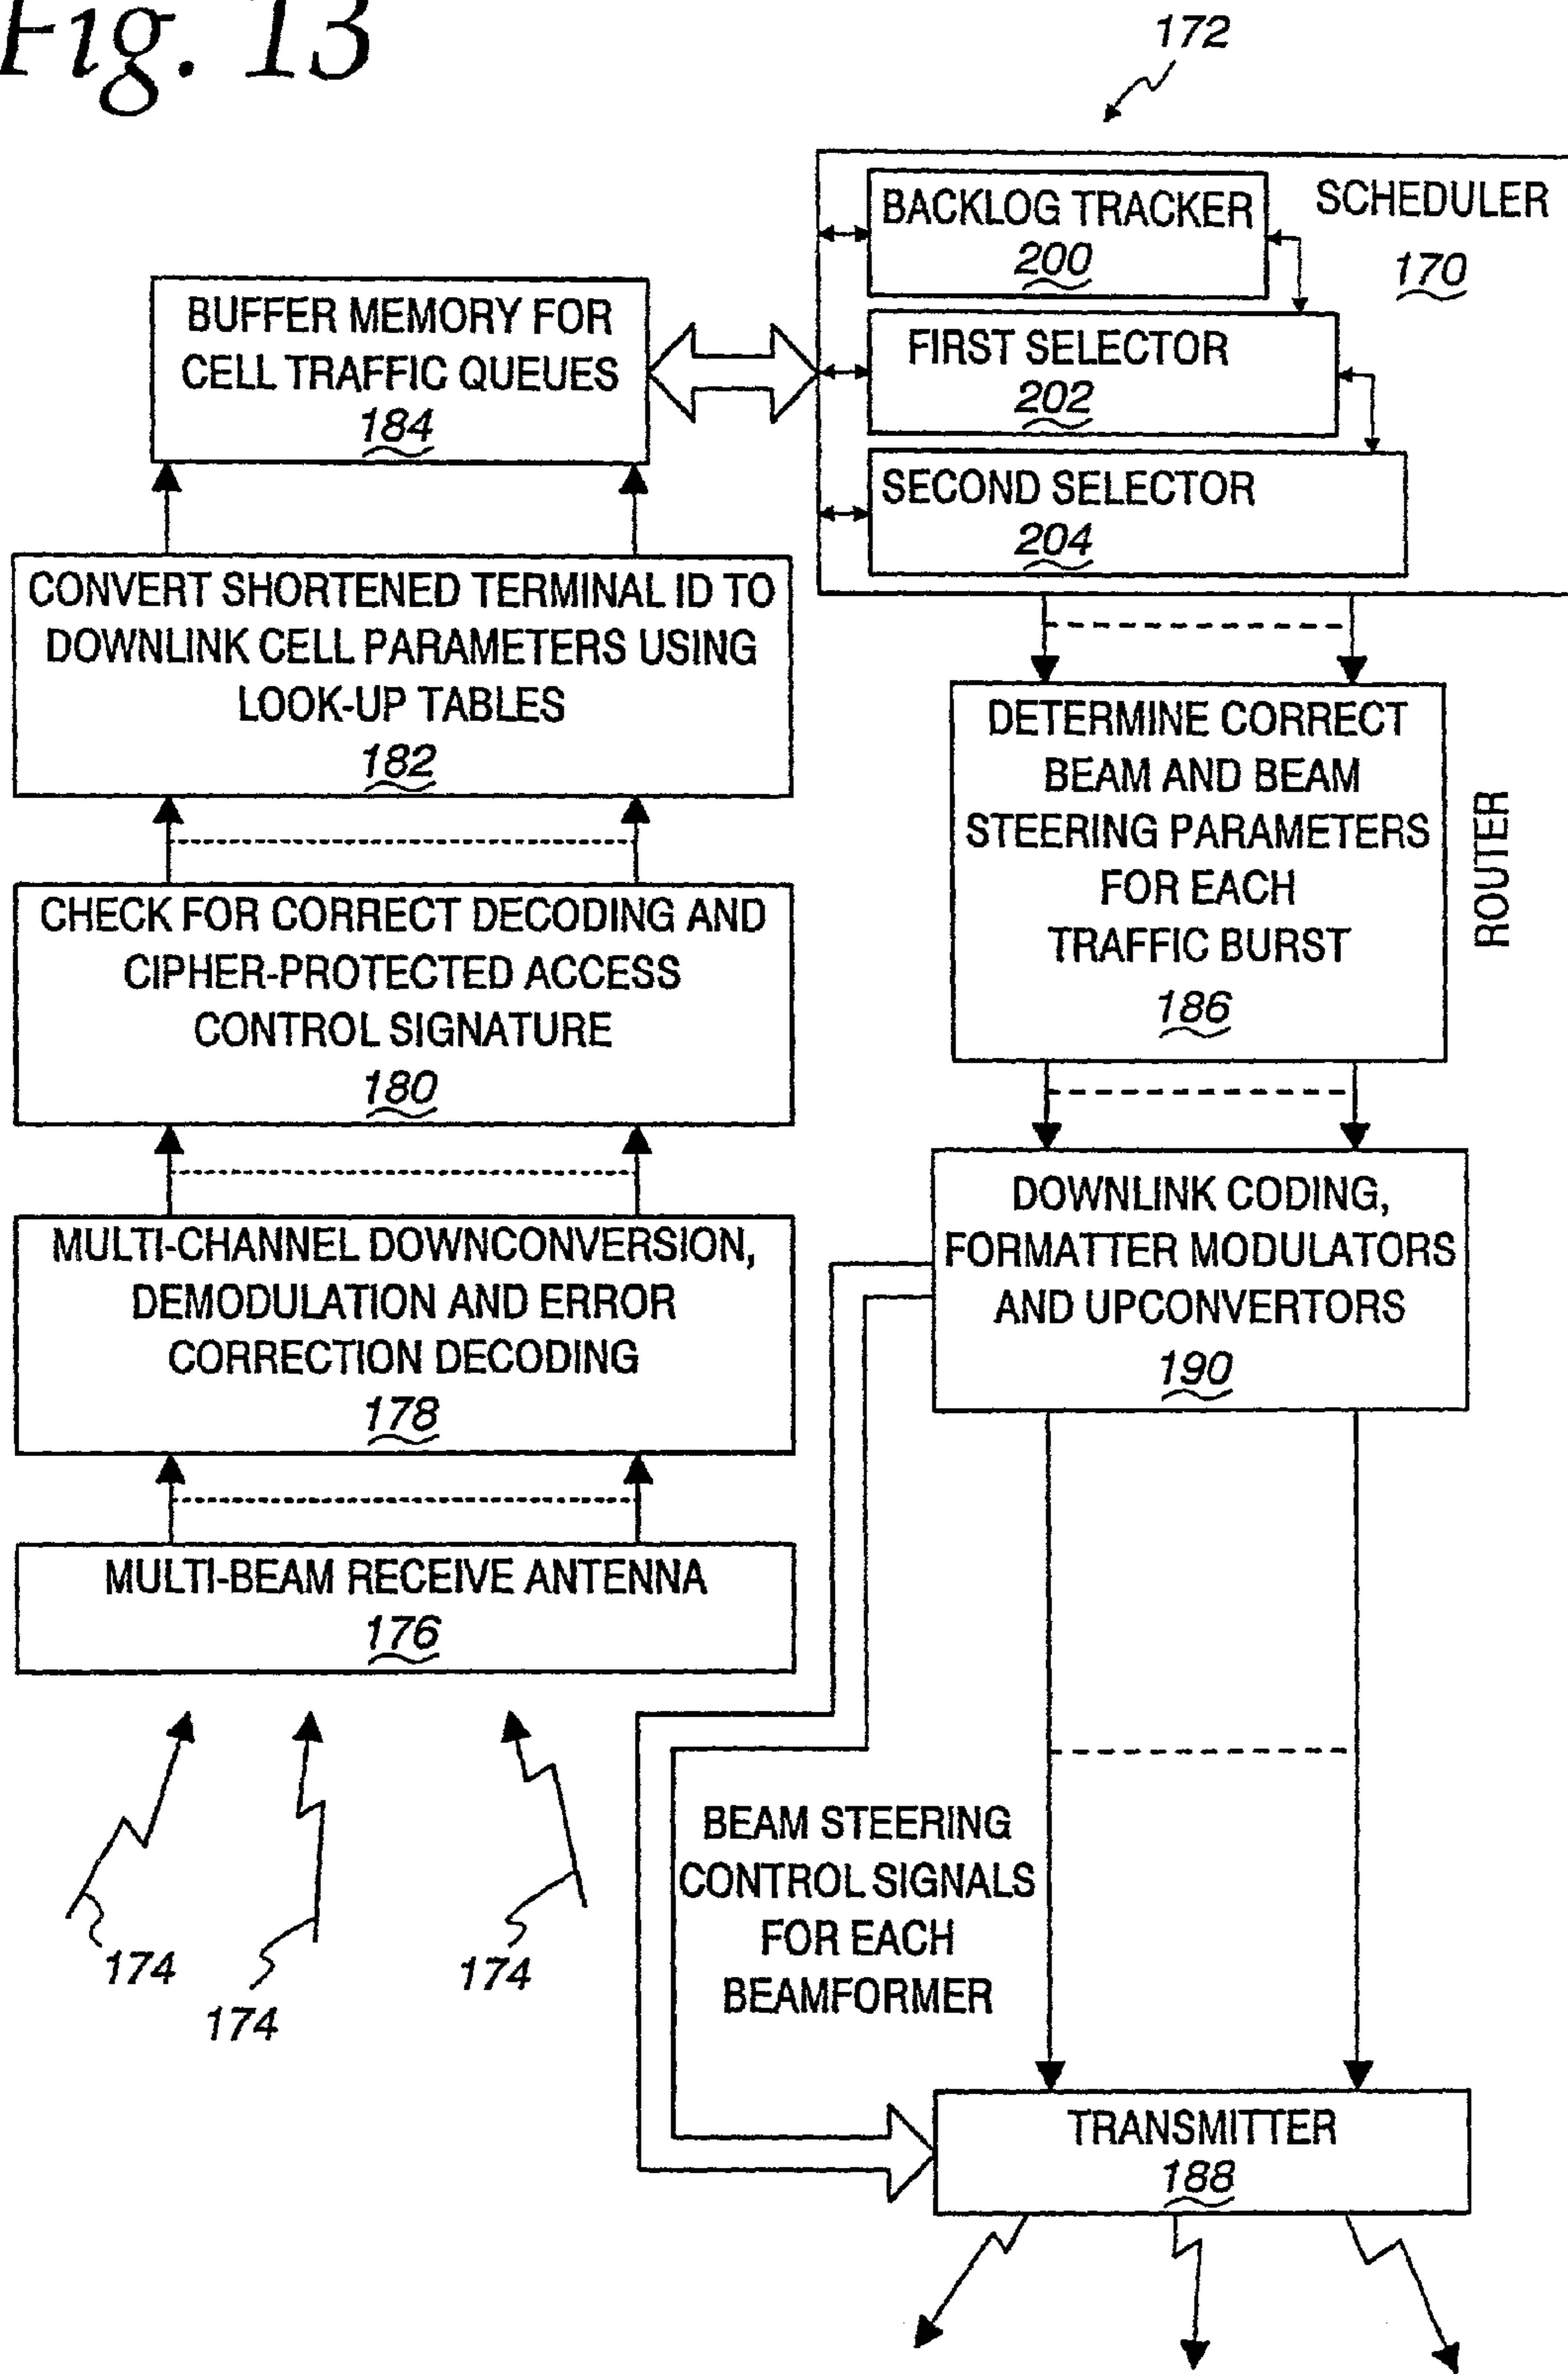 Fig. 13
172
SCHEDULER
170
BACKLOG TRACKER
200
FIRST SELECTOR
202
SECOND SELECTOR
204
BUFFER MEMORY FOR
CELL TRAFFIC QUEUES
184
CONVERT SHORTENED TERMINAL ID TO
DOWNLINK CELL PARAMETERS USING
LOOK-UP TABLES
182
CHECK FOR CORRECT DECODING AND
CIPHER-PROTECTED ACCESS
CONTROL SIGNATURE
180
MULTI-CHANNEL DOWNCONVERSION,
DEMODULATION AND ERROR
CORRECTION DECODING
178
MULTI-BEAM RECEIVE ANTENNA
176
174
174
174
DETERMINE CORRECT
BEAM AND BEAM
STEERING PARAMETERS
FOR EACH
TRAFFIC BURST
186
ROUTER
DOWNLINK CODING,
FORMATTER MODULATORS
AND UPCONVERTORS
190
BEAM STEERING
CONTROL SIGNALS
FOR EACH
BEAMFORMER
TRANSMITTER
188